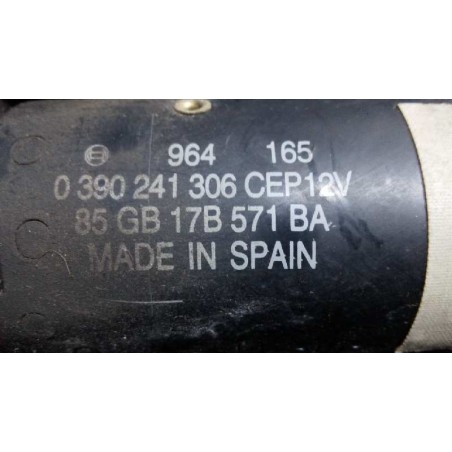 964 165
0 390 241 306 CEP12V
85 GB 17B 571 BA
MADE IN SPAIN